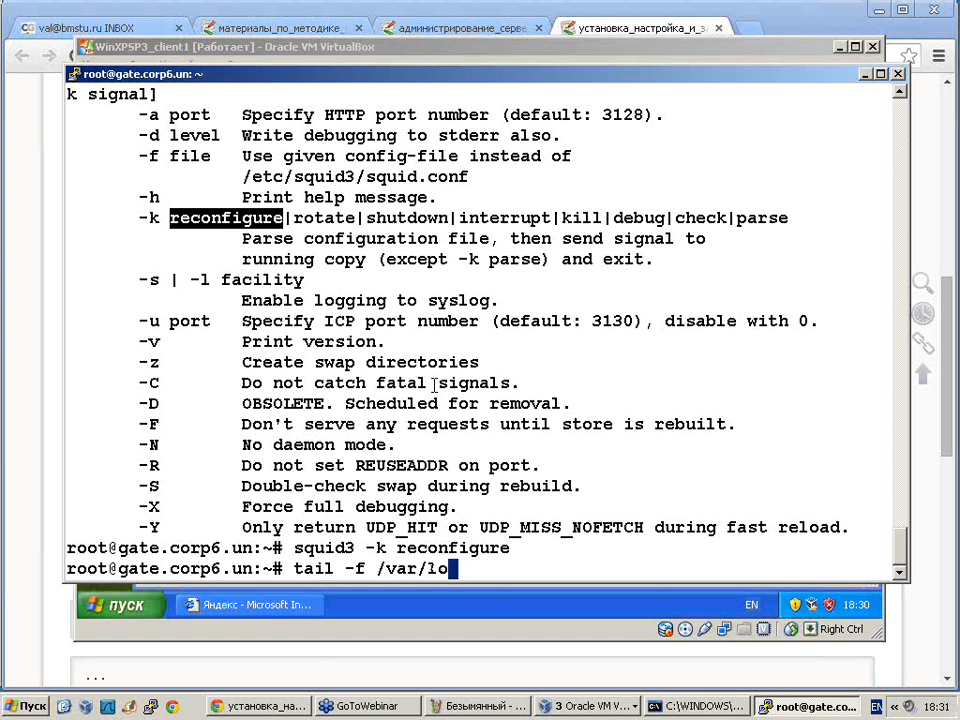 val@bmstu.ru INBOX
материалы_по_методике_
администрирование_серве
установка_настройка_и_з
WinXPSP3_client1 [Работает] - Oracle VM VirtualBox
root@gate.corp6.un: ~
k signal]
-a port Specify HTTP port number (default: 3128).
-d level Write debugging to stderr also.
-f file Use given config-file instead of
/etc/squid3/squid.conf
-h Print help message.
-k reconfigure|rotate|shutdown|interrupt|kill|debug|check|parse
Parse configuration file, then send signal to
running copy (except -k parse) and exit.
-s | -l facility
Enable logging to syslog.
-u port Specify ICP port number (default: 3130), disable with 0.
-v Print version.
-z Create swap directories
-C Do not catch fatal signals.
-D OBSOLETE. Scheduled for removal.
-F Don't serve any requests until store is rebuilt.
-N No daemon mode.
-R Do not set REUSEADDR on port.
-S Double-check swap during rebuild.
-X Force full debugging.
-Y Only return UDP_HIT or UDP_MISS_NOFETCH during fast reload.
root@gate.corp6.un:~# squid3 -k reconfigure
root@gate.corp6.un:~# tail -f /var/lo
пуск
Яндекс - Microsoft In...
EN
18:30
Right Ctrl
...
Пуск
установка_на...
GoToWebinar
Безымянный - ...
3 Oracle VM V...
C:\WINDOWS\...
root@gate.co...
EN
18:31